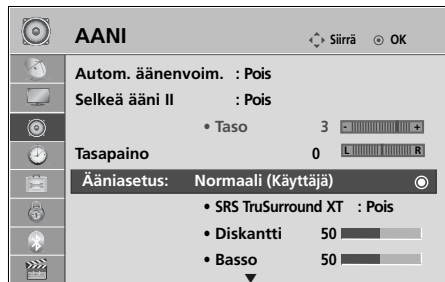 AANI Siirrä OK
Autom. äänenvoim. : Pois
Selkeä ääni II : Pois
• Taso 3 - +
Tasapaino 0 L R
Ääniasetus: Normaali (Käyttäjä)
• SRS TruSurround XT : Pois
• Diskantti 50
• Basso 50